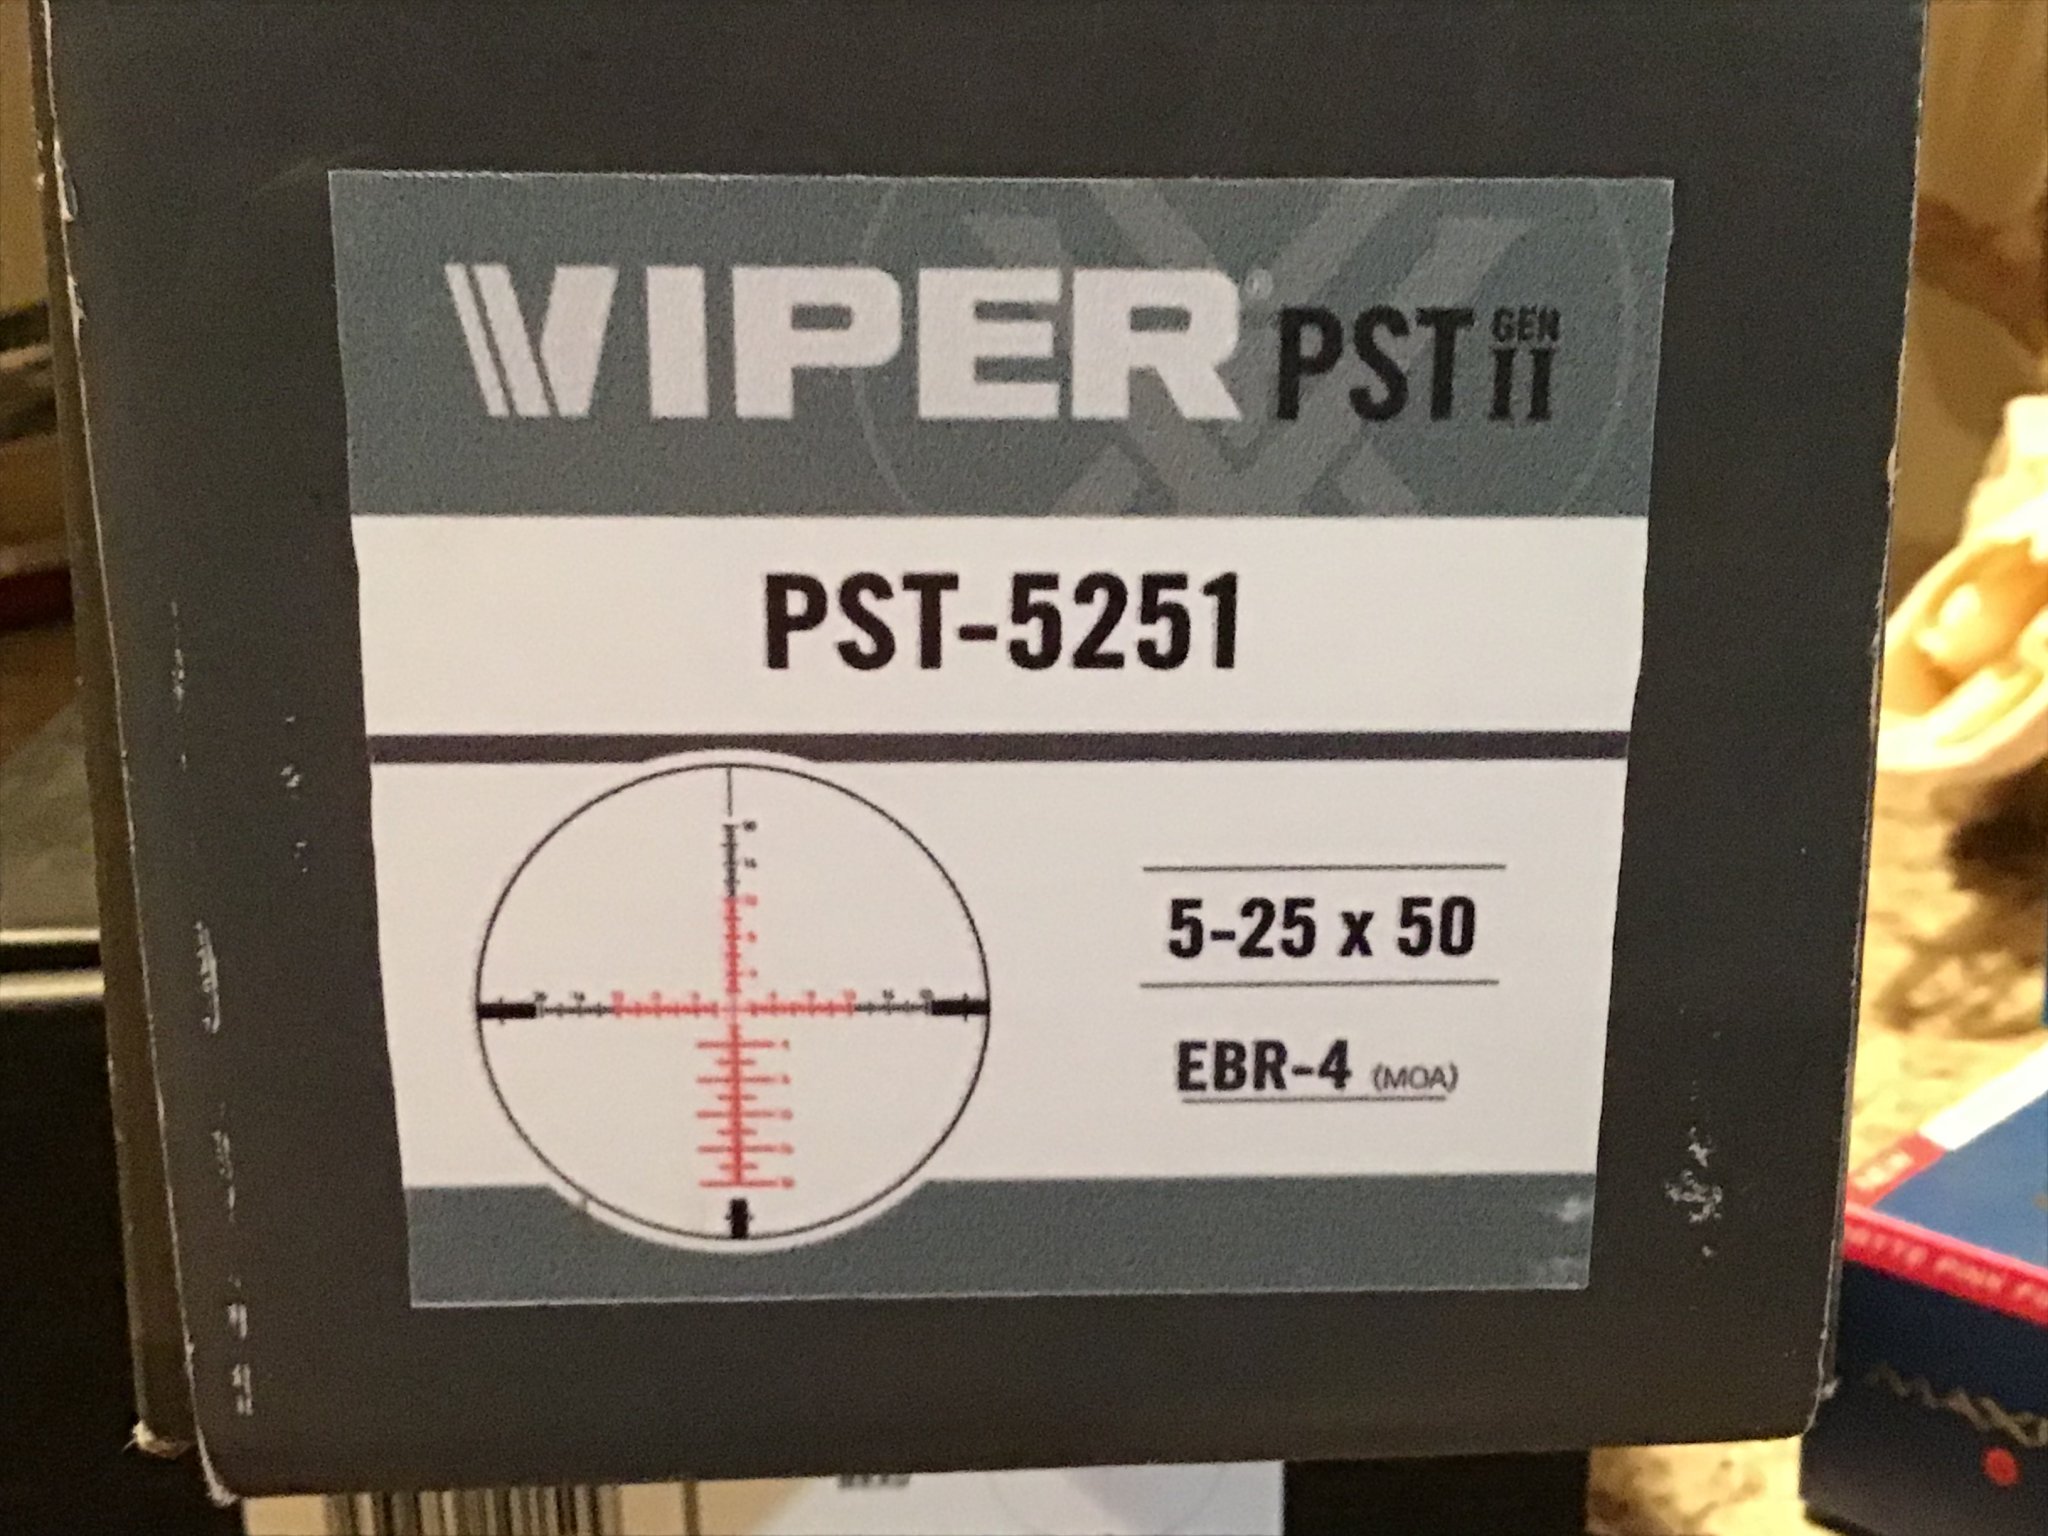 VIPER® PST GEN II
PST-5251
5-25 x 50
EBR-4 (MOA)